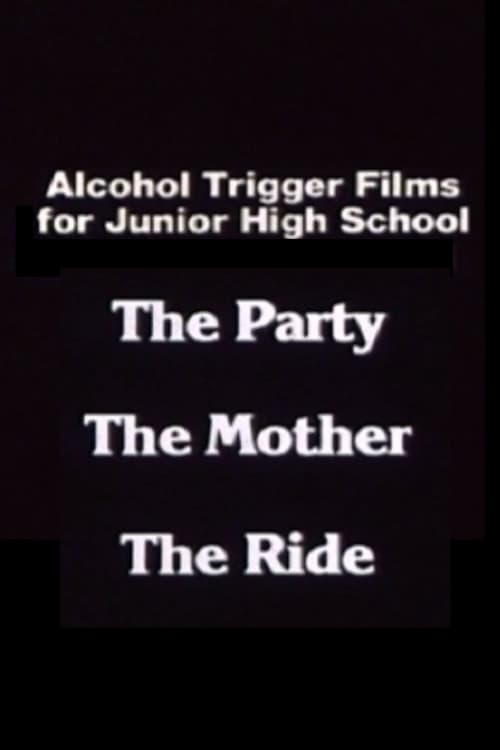 Alcohol Trigger Films
for Junior High School
The Party
The Mother
The Ride